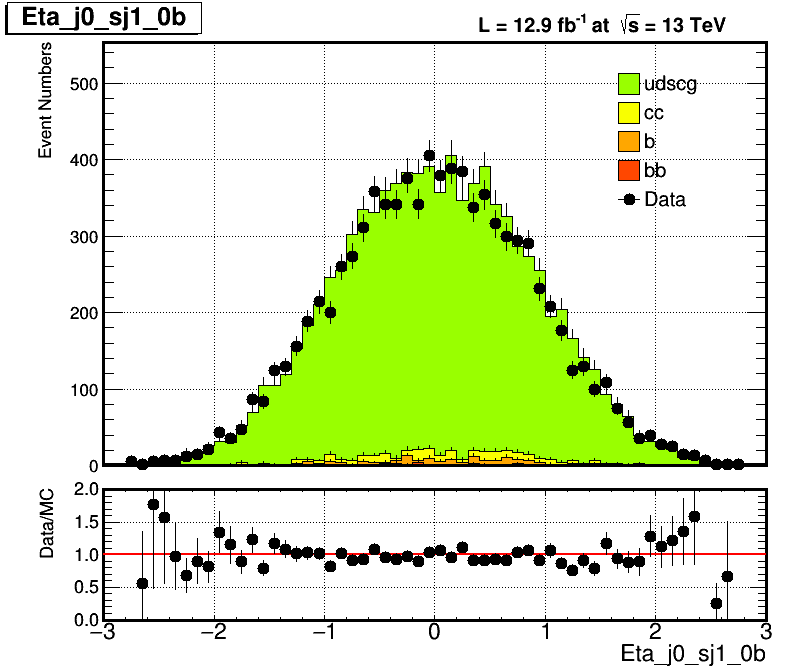 Eta_j0_sj1_0b
L = 12.9 fb⁻¹ at √s = 13 TeV
Event Numbers
500
400
300
200
100
0
udscg
cc
b
bb
Data
Data/MC
2.0
1.5
1.0
0.5
0.0
−3 −2 −1 0 1 2 3
Eta_j0_sj1_0b